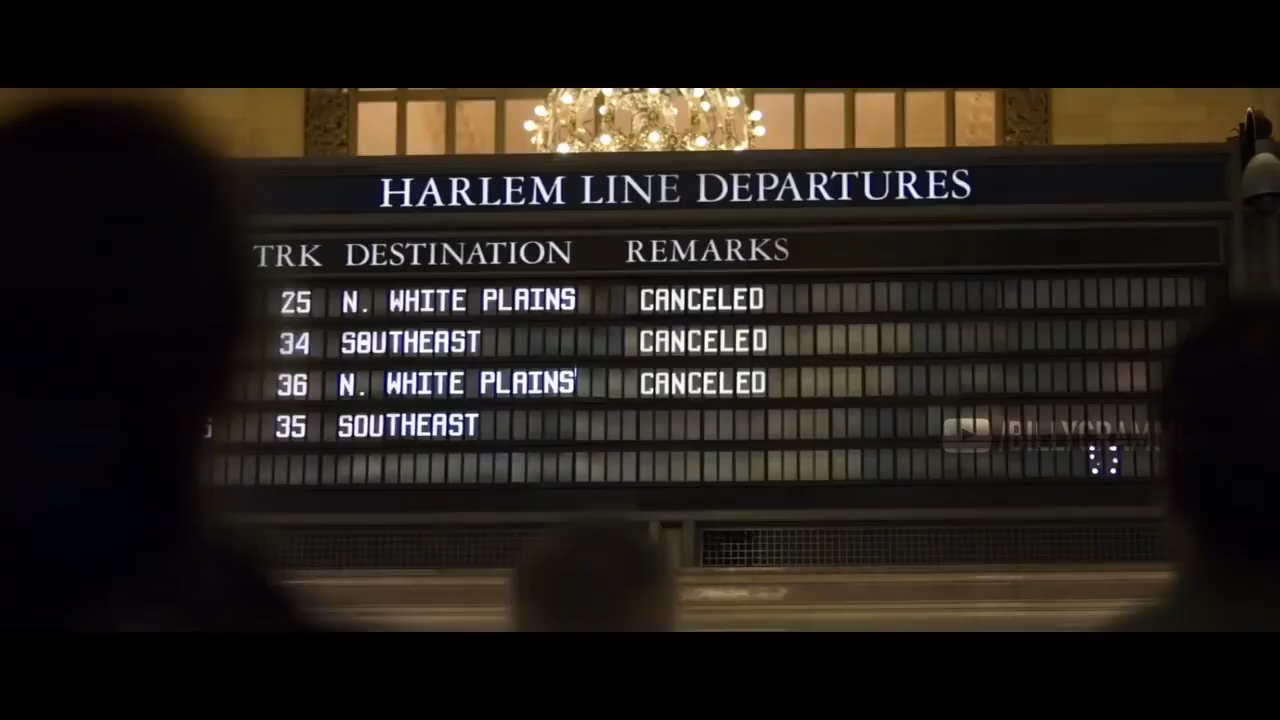 HARLEM LINE DEPARTURES
TRK DESTINATION REMARKS
25 N. WHITE PLAINS CANCELED
34 SOUTHEAST CANCELED
36 N. WHITE PLAINS CANCELED
35 SOUTHEAST
/BILLYGRAM